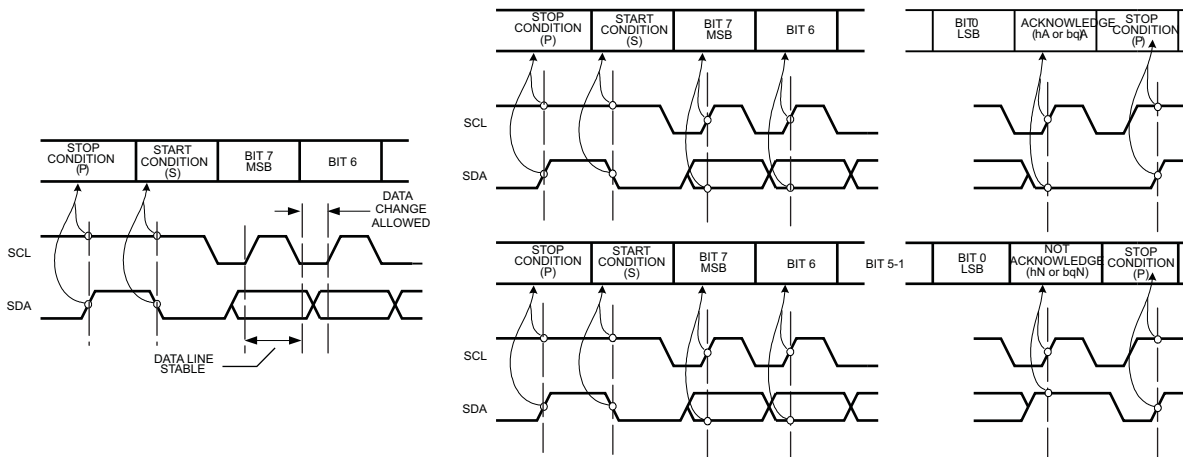 STOP
CONDITION
(P)
START
CONDITION
(S)
BIT 7
MSB
BIT 6
DATA
CHANGE
ALLOWED
SCL
SDA
DATA LINE
STABLE
STOP
CONDITION
(P)
START
CONDITION
(S)
BIT 7
MSB
BIT 6
BIT0
LSB
ACKNOWLEDGE
(hA or bqA)
STOP
CONDITION
(P)
SCL
SDA
STOP
CONDITION
(P)
START
CONDITION
(S)
BIT 7
MSB
BIT 6
BIT 5-1
BIT 0
LSB
NOT
ACKNOWLEDGE
(hN or bqN)
STOP
CONDITION
(P)
SCL
SDA